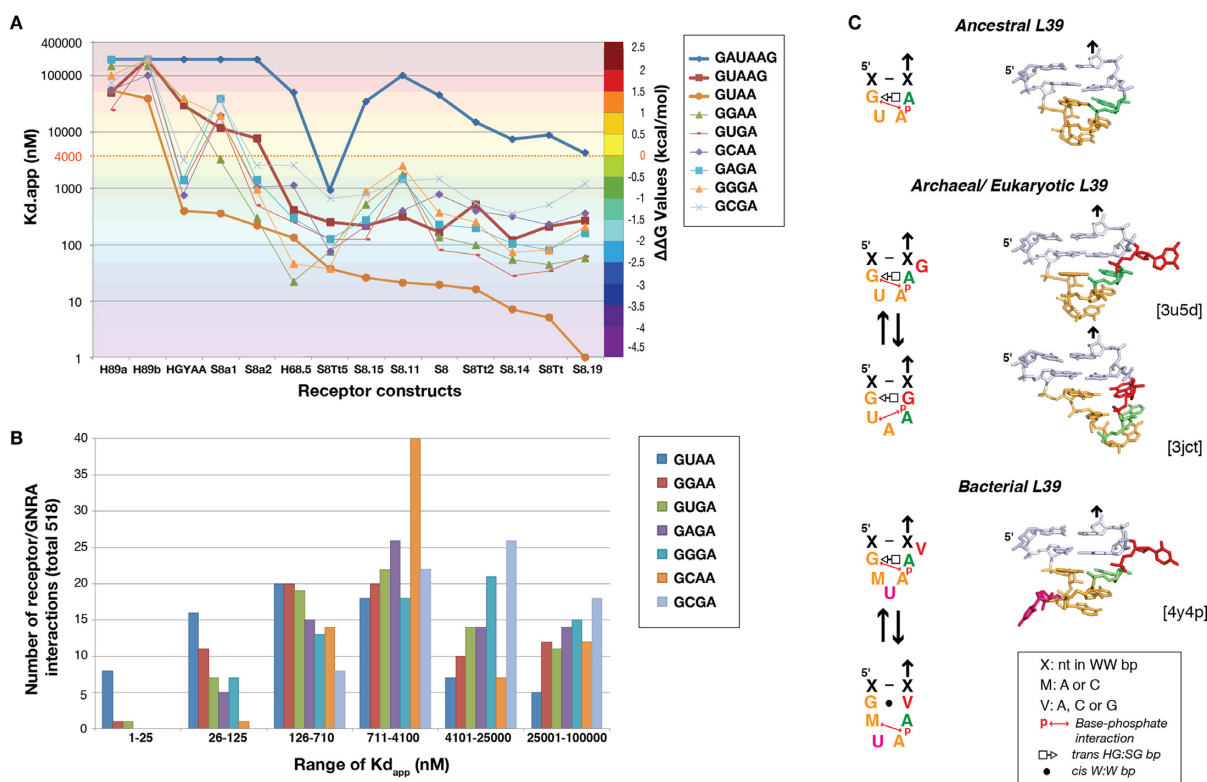 A
Kd.app (nM)
400000
100000
10000
4000
1000
100
10
1
H89a H89b HGYAA S8a1 S8a2 H68.5 S8Tt5 S8.15 S8.11 S8 S8Tt2 S8.14 S8Tt S8.19
Receptor constructs
2.5
2
1.5
1
0.5
0
-0.5
-1
-1.5
-2
-2.5
-3
-3.5
-4
-4.5
ΔΔG Values (kcal/mol)
GAUAAG
GUAAG
GUAA
GGAA
GUGA
GCAA
GAGA
GGGA
GCGA
B
Number of receptor/GNRA
interactions (total 518)
40
35
30
25
20
15
10
5
0
1-25 26-125 126-710 711-4100 4101-25000 25001-100000
Range of Kdapp (nM)
GUAA
GGAA
GUGA
GAGA
GGGA
GCAA
GCGA
C
Ancestral L39
5'
X – X
G A
p
U A
5'
Archaeal/ Eukaryotic L39
5'
X – X
G
G A
p
U A
5'
[3u5d]
5'
X – X
G G
p
U A
A
5'
[3jct]
Bacterial L39
5'
X – X
V
G A
p
M A
U
5'
[4y4p]
5'
X – X
G • V
M A
p
U A
X: nt in WW bp
M: A or C
V: A, C or G
p Base-phosphate
interaction
trans HG:SG bp
cis W:W bp